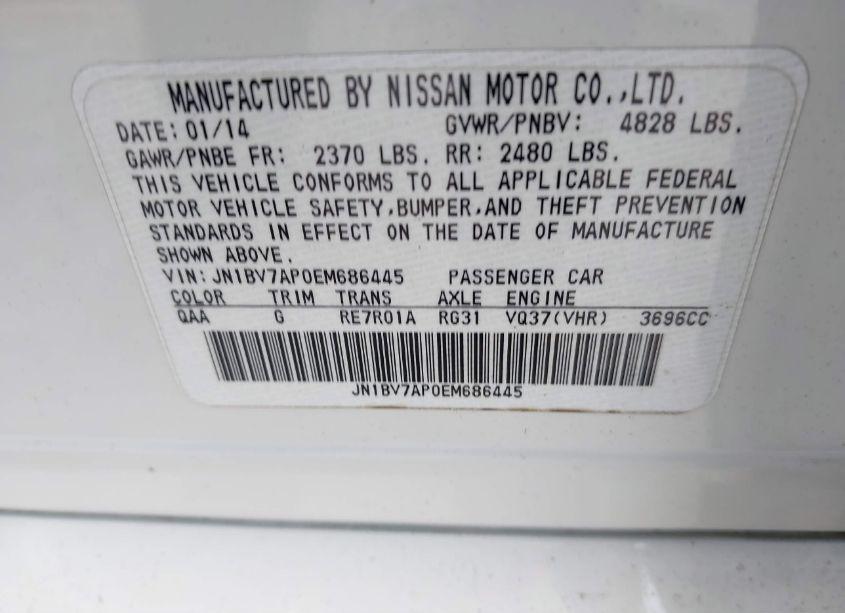 MANUFACTURED BY NISSAN MOTOR CO.,LTD.
DATE: 01/14 GVWR/PNBV: 4828 LBS.
GAWR/PNBE FR: 2370 LBS. RR: 2480 LBS.
THIS VEHICLE CONFORMS TO ALL APPLICABLE FEDERAL
MOTOR VEHICLE SAFETY,BUMPER,AND THEFT PREVENTION
STANDARDS IN EFFECT ON THE DATE OF MANUFACTURE
SHOWN ABOVE.
VIN: JN1BV7AP0EM686445 PASSENGER CAR
COLOR TRIM TRANS AXLE ENGINE
QAA G RE7R01A RG31 VQ37(VHR) 3696CC
JN1BV7AP0EM686445